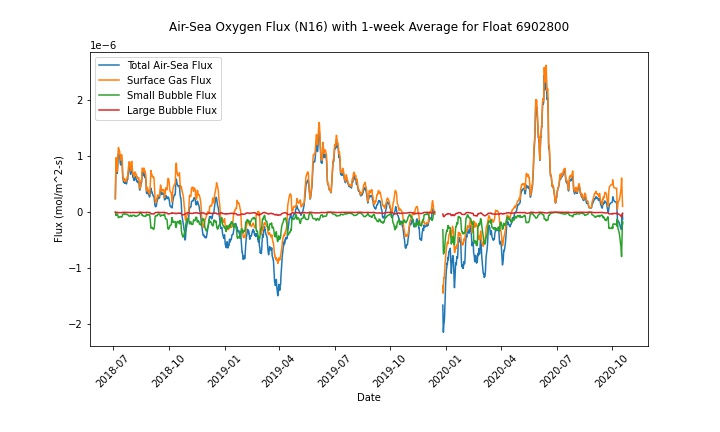 Air-Sea Oxygen Flux (N16) with 1-week Average for Float 6902800
1e−6
Total Air-Sea Flux
Surface Gas Flux
Small Bubble Flux
Large Bubble Flux
2
1
0
−1
−2
Flux (mol/m^2-s)
2018-07
2018-10
2019-01
2019-04
2019-07
2019-10
2020-01
2020-04
2020-07
2020-10
Date